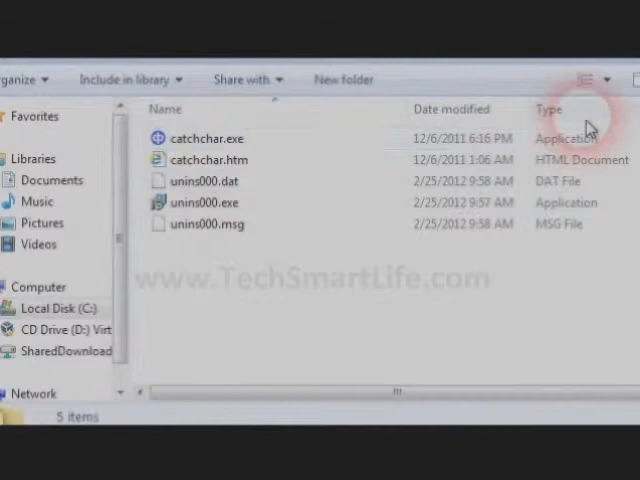 rganize Include in library Share with New folder
Name Date modified Type
Favorites
catchchar.exe 12/6/2011 6:16 PM Application
Libraries catchchar.htm 12/6/2011 1:06 AM HTML Document
Documents unins000.dat 2/25/2012 9:58 AM DAT File
Music unins000.exe 2/25/2012 9:57 AM Application
Pictures unins000.msg 2/25/2012 9:58 AM MSG File
Videos
www.TechSmartLife.com
Computer
Local Disk (C:)
CD Drive (D:) Virt
SharedDownload
Network
5 items